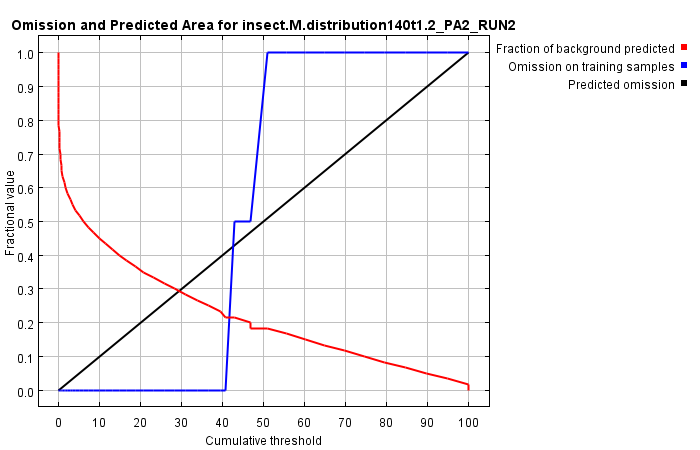 Omission and Predicted Area for insect.M.distribution140t1.2_PA2_RUN2
Fraction of background predicted
Omission on training samples
Predicted omission
1.0
0.9
0.8
0.7
0.6
0.5
0.4
0.3
0.2
0.1
0.0
Fractional value
0 10 20 30 40 50 60 70 80 90 100
Cumulative threshold